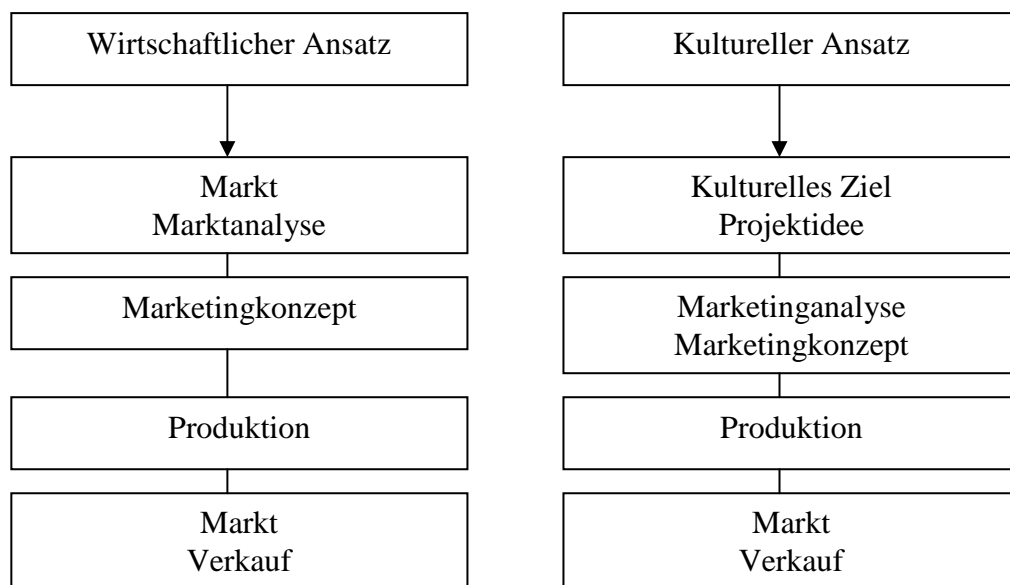 Wirtschaftlicher Ansatz
Markt
Marktanalyse
Marketingkonzept
Produktion
Markt
Verkauf
Kultureller Ansatz
Kulturelles Ziel
Projektidee
Marketinganalyse
Marketingkonzept
Produktion
Markt
Verkauf